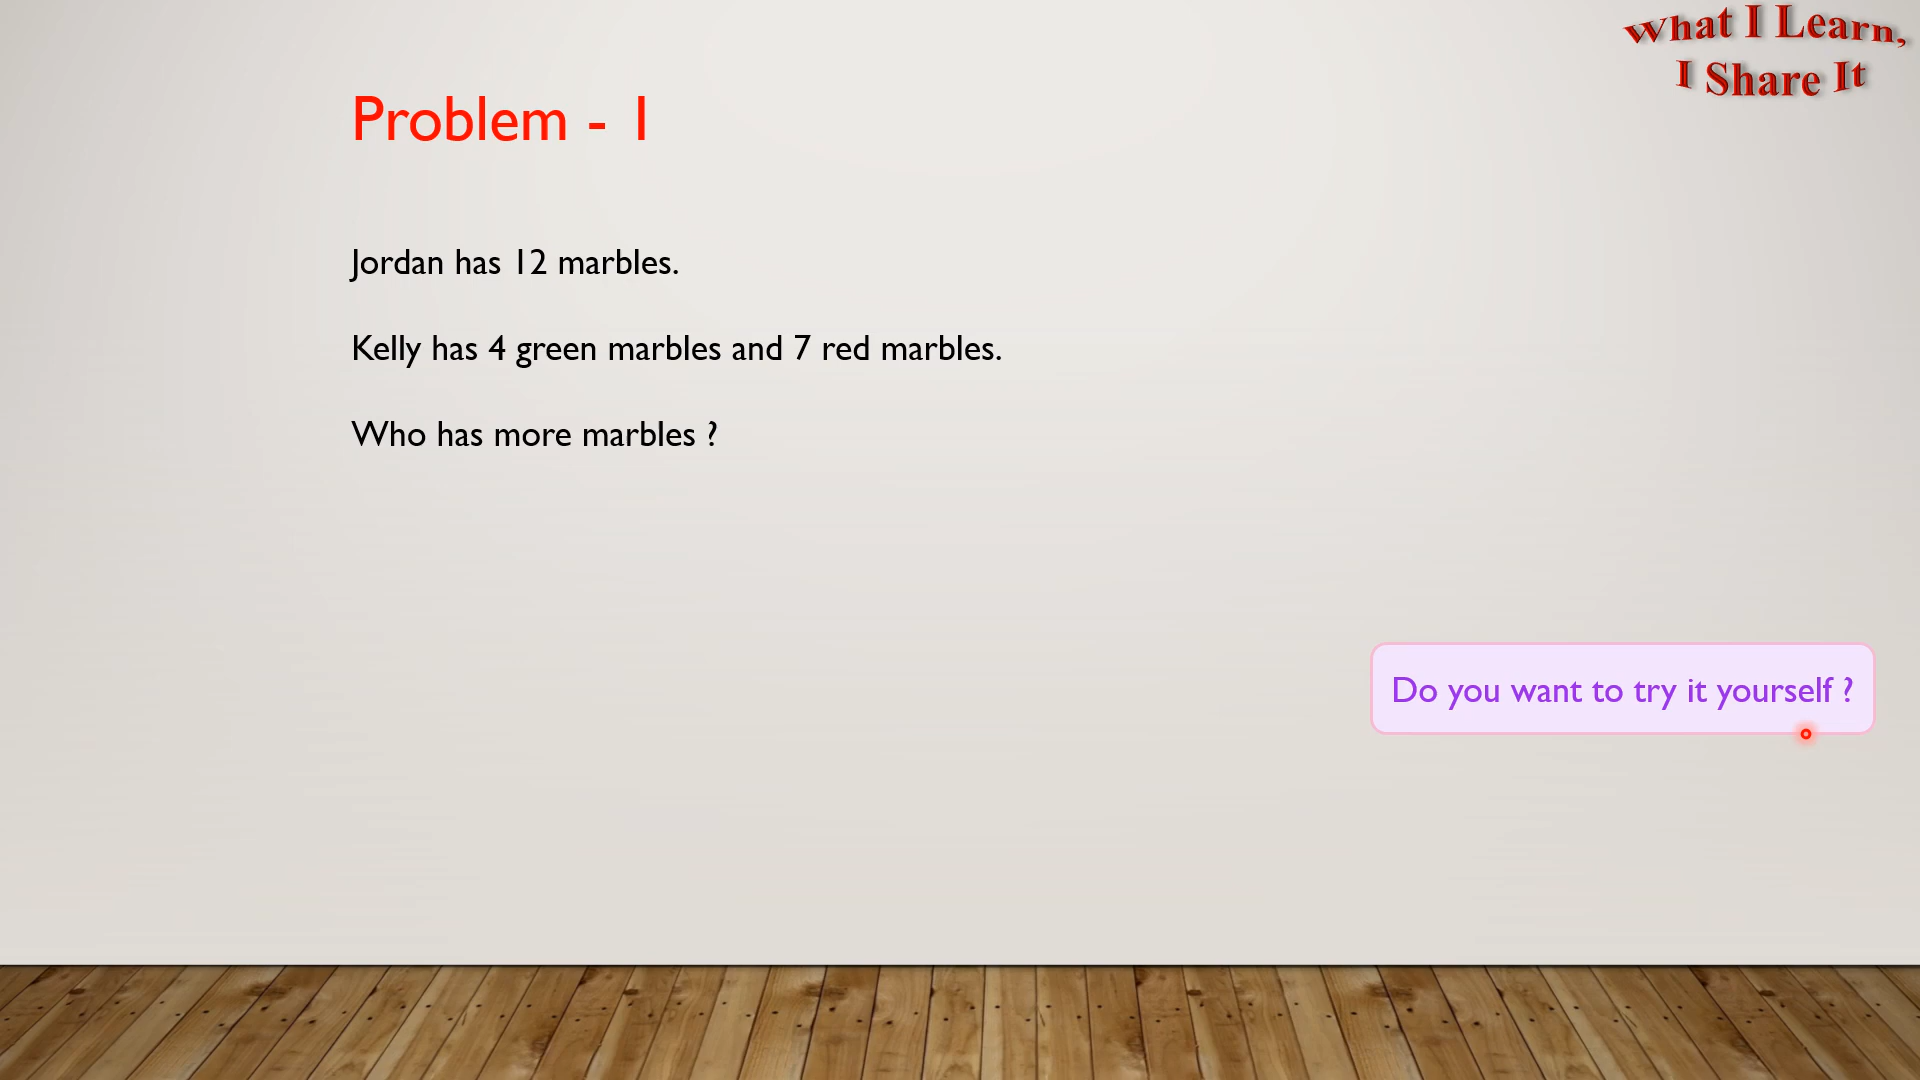 What I Learn,
I Share It
Problem - 1
Jordan has 12 marbles.
Kelly has 4 green marbles and 7 red marbles.
Who has more marbles ?
Do you want to try it yourself ?